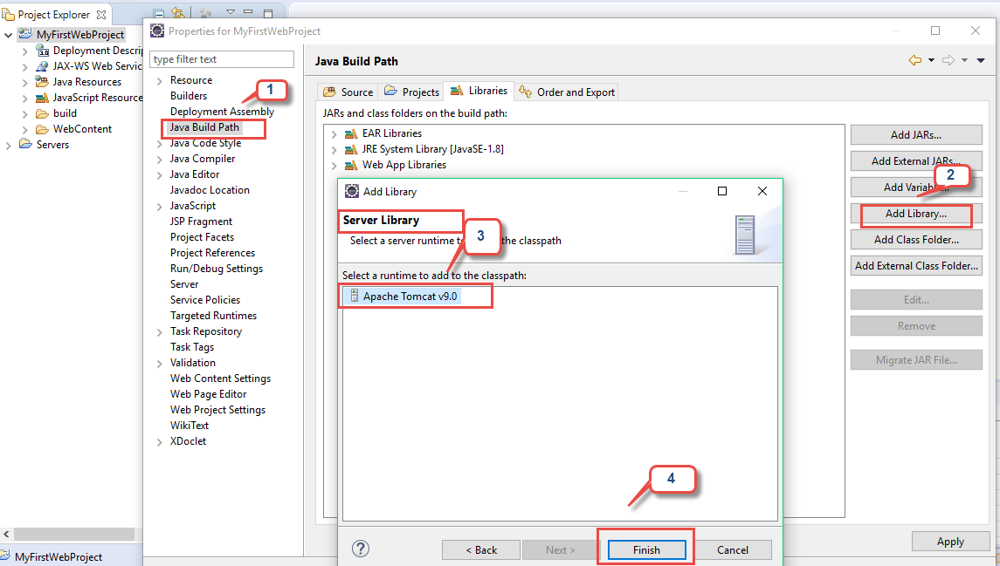 Project Explorer
MyFirstWebProject
Deployment Descrip
JAX-WS Web Servic
Java Resources
JavaScript Resource
build
WebContent
Servers
MyFirstWebProject
Properties for MyFirstWebProject
type filter text
Resource
Builders
Deployment Assembly
Java Build Path
Java Code Style
Java Compiler
Java Editor
Javadoc Location
JavaScript
JSP Fragment
Project Facets
Project References
Run/Debug Settings
Server
Service Policies
Targeted Runtimes
Task Repository
Task Tags
Validation
Web Content Settings
Web Page Editor
Web Project Settings
WikiText
XDoclet
1
Java Build Path
Source
Projects
Libraries
Order and Export
JARs and class folders on the build path:
EAR Libraries
JRE System Library [JavaSE-1.8]
Web App Libraries
Add JARs...
Add External JARs...
2
Add Library...
Add Class Folder...
Add External Class Folder...
Edit...
Remove
Migrate JAR File...
Apply
Add Library
Server Library
3
Select a server runtime the classpath
Select a runtime to add to the classpath:
Apache Tomcat v9.0
4
?
< Back
Next >
Finish
Cancel